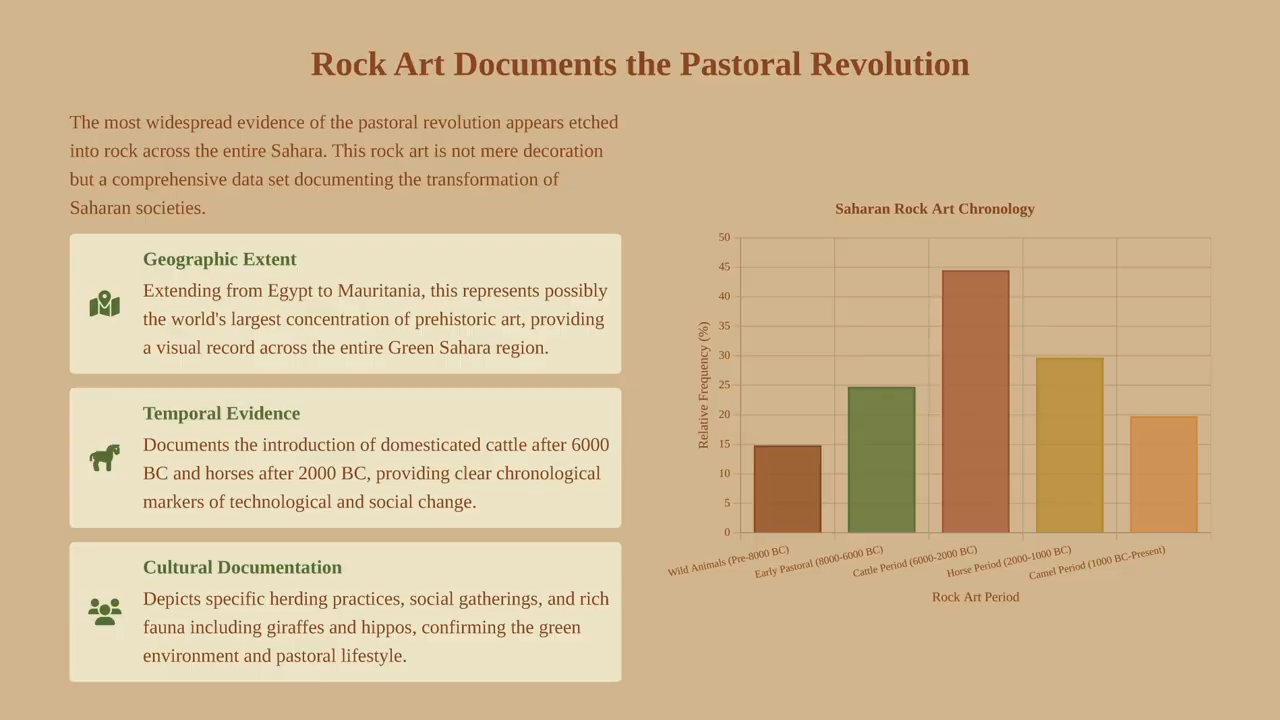 Rock Art Documents the Pastoral Revolution
The most widespread evidence of the pastoral revolution appears etched
into rock across the entire Sahara. This rock art is not mere decoration
but a comprehensive data set documenting the transformation of
Saharan societies.
Geographic Extent
Extending from Egypt to Mauritania, this represents possibly
the world's largest concentration of prehistoric art, providing
a visual record across the entire Green Sahara region.
Temporal Evidence
Documents the introduction of domesticated cattle after 6000
BC and horses after 2000 BC, providing clear chronological
markers of technological and social change.
Cultural Documentation
Depicts specific herding practices, social gatherings, and rich
fauna including giraffes and hippos, confirming the green
environment and pastoral lifestyle.
Saharan Rock Art Chronology
Relative Frequency (%)
50
45
40
35
30
25
20
15
10
5
0
Wild Animals (Pre-8000 BC)
Early Pastoral (8000-6000 BC)
Cattle Period (6000-2000 BC)
Horse Period (2000-1000 BC)
Camel Period (1000 BC-Present)
Rock Art Period